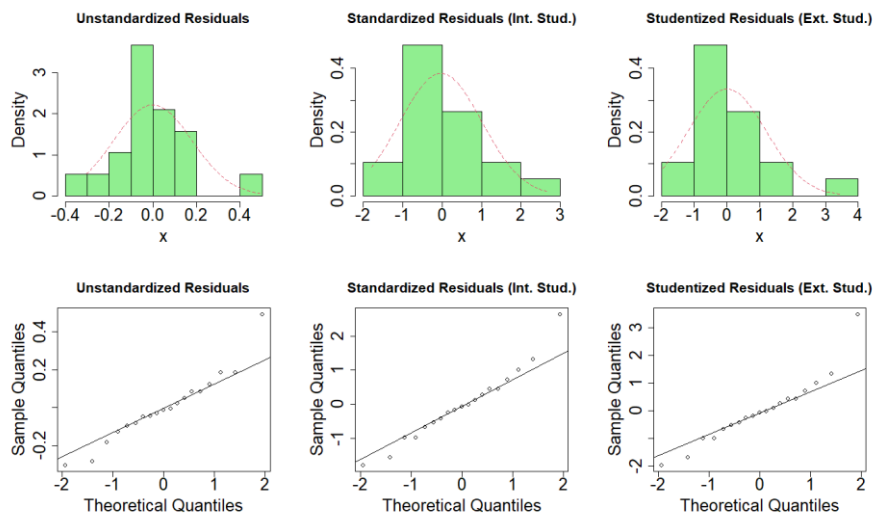 Unstandardized Residuals
Density
0 1 2 3
-0.4 -0.2 0.0 0.2 0.4
x
Standardized Residuals (Int. Stud.)
Density
0.0 0.2 0.4
-2 -1 0 1 2 3
x
Studentized Residuals (Ext. Stud.)
Density
0.0 0.2 0.4
-2 -1 0 1 2 3 4
x
Unstandardized Residuals
Sample Quantiles
-0.2 0.2 0.4
-2 -1 0 1 2
Theoretical Quantiles
Standardized Residuals (Int. Stud.)
Sample Quantiles
-1 0 1 2
-2 -1 0 1 2
Theoretical Quantiles
Studentized Residuals (Ext. Stud.)
Sample Quantiles
-2 0 1 2 3
-2 -1 0 1 2
Theoretical Quantiles